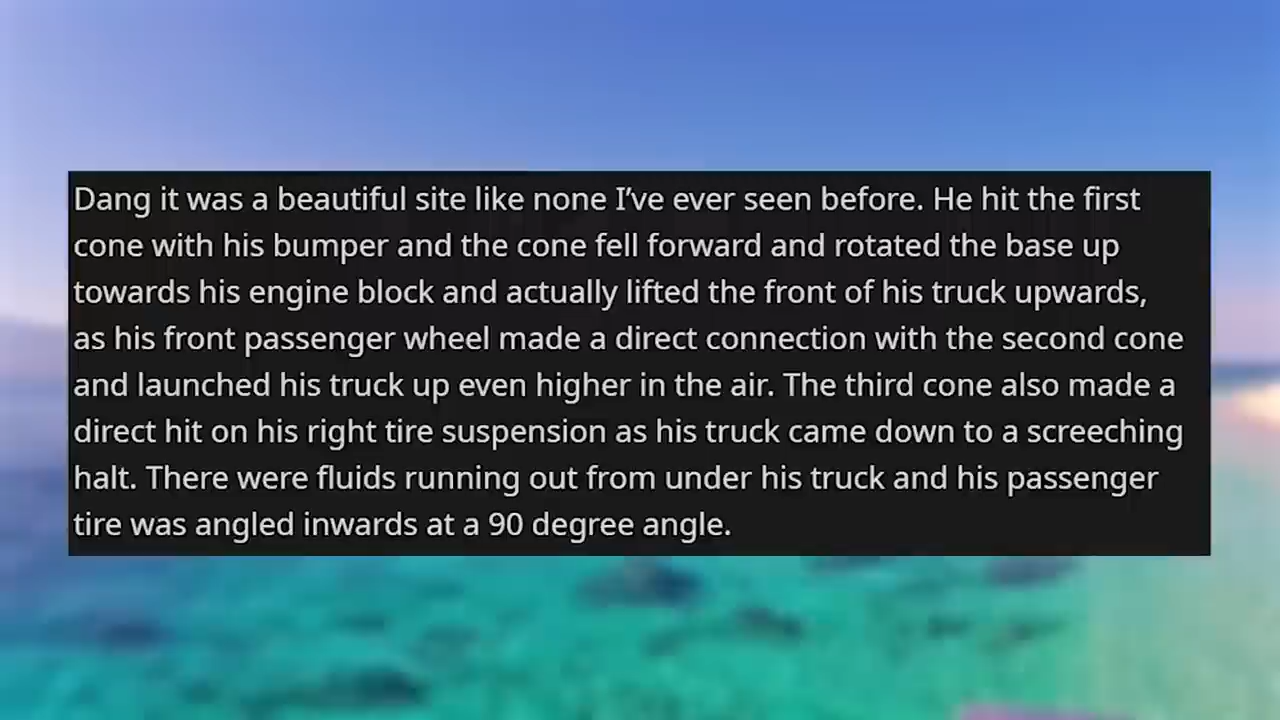 Dang it was a beautiful site like none I’ve ever seen before. He hit the first
cone with his bumper and the cone fell forward and rotated the base up
towards his engine block and actually lifted the front of his truck upwards,
as his front passenger wheel made a direct connection with the second cone
and launched his truck up even higher in the air. The third cone also made a
direct hit on his right tire suspension as his truck came down to a screeching
halt. There were fluids running out from under his truck and his passenger
tire was angled inwards at a 90 degree angle.